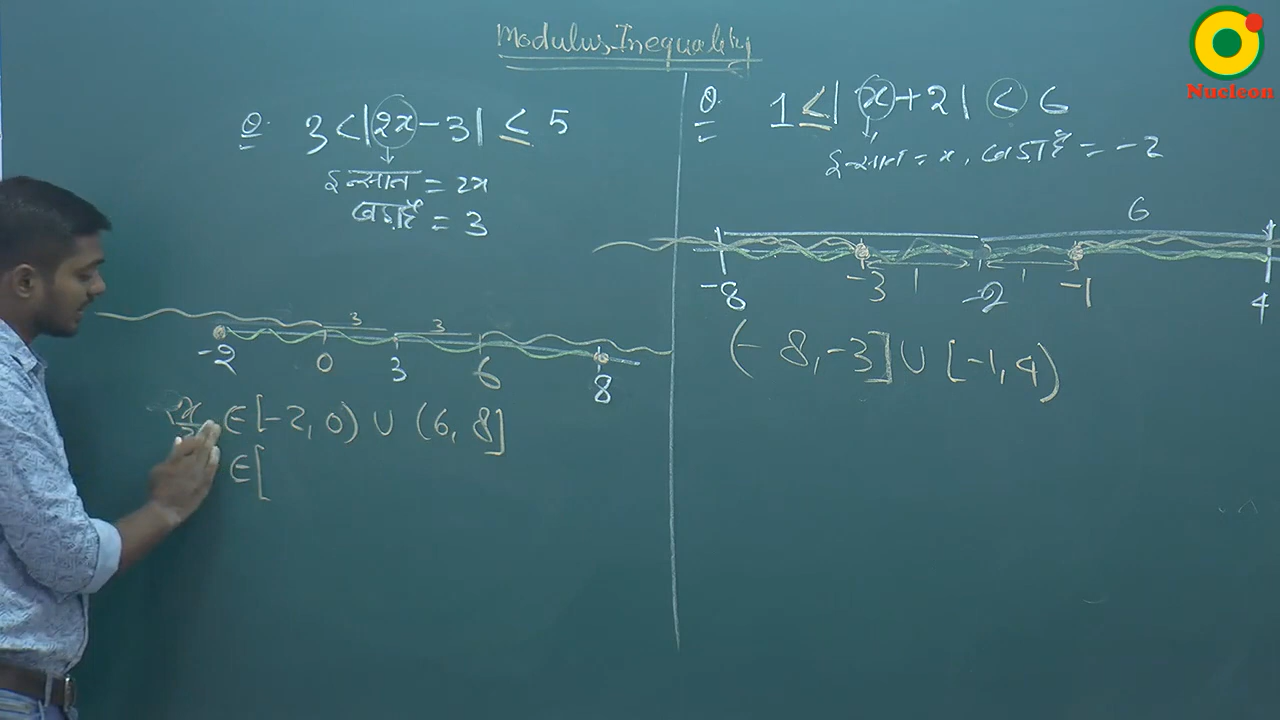 Modulus Inequality
Nucleon
Q. 3 < |2x - 3| ≤ 5
इन्सान = 2x
= 3
3 3
-2 0 3 6 8
∈ [-2, 0) ∪ (6, 8]
∈ [
Q. 1 ≤ |x + 2| < 6
इन्सान = x, = -2
6
1 1
-8 -3 -2 -1 4
(-8, -3] ∪ [-1, 4)